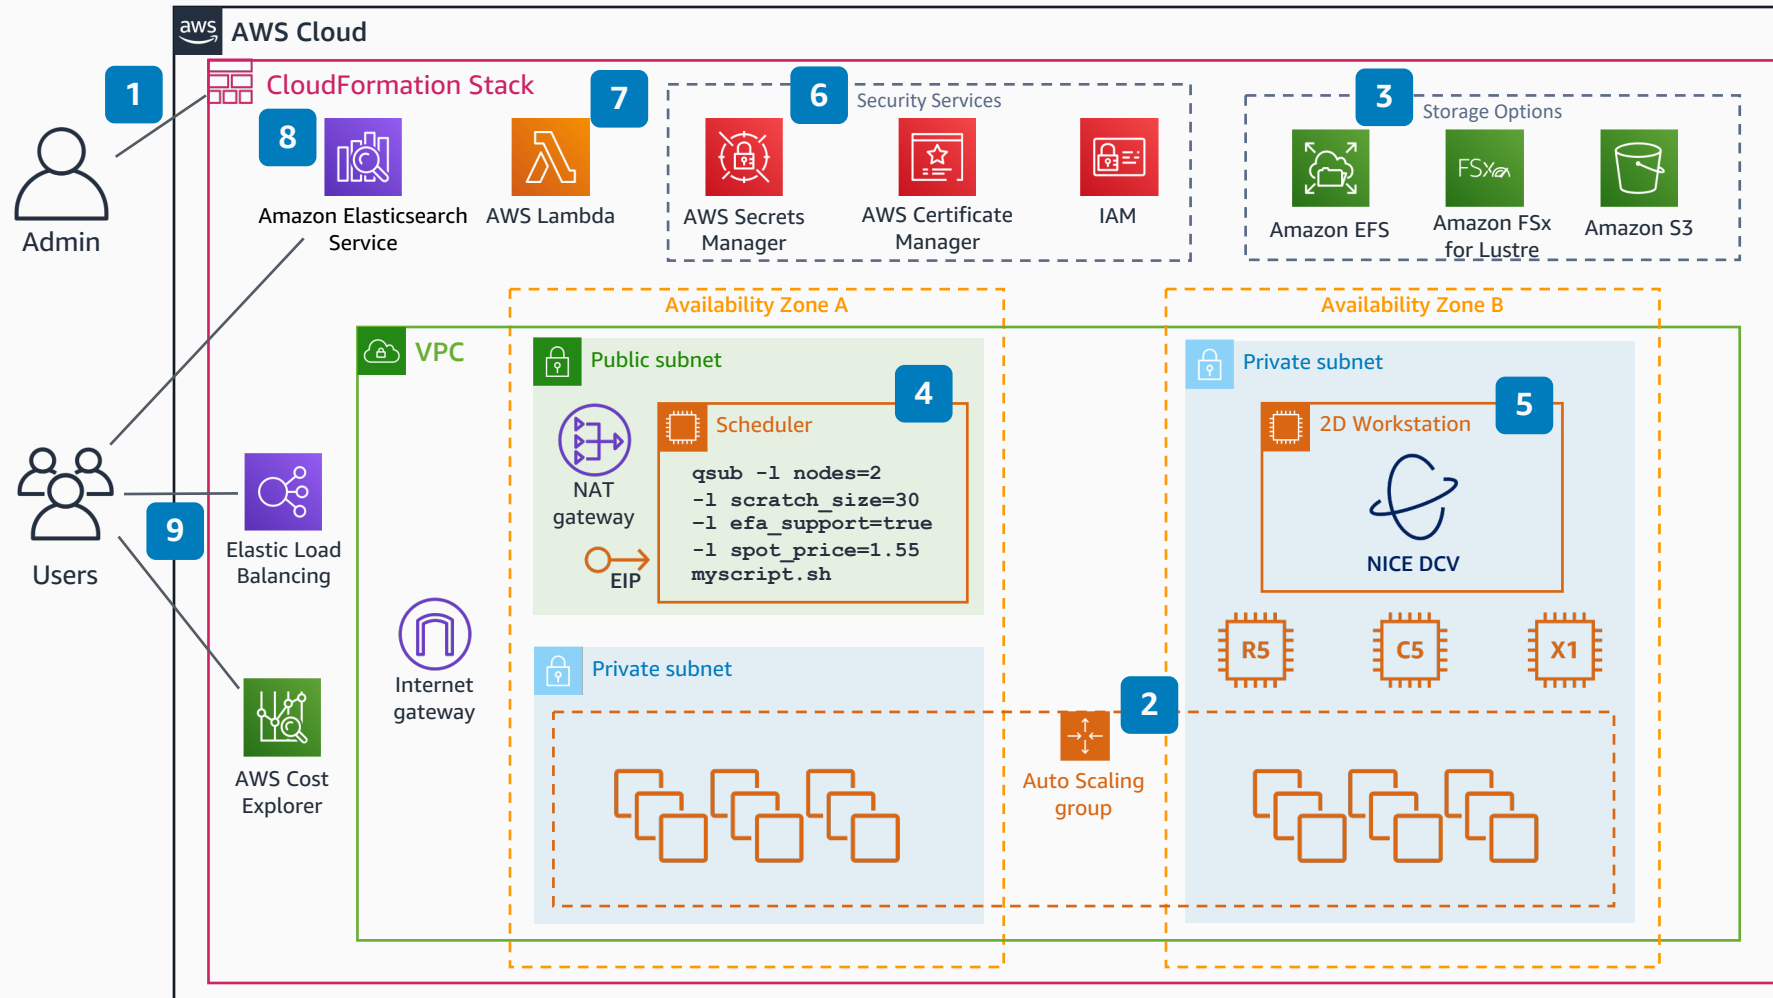 aws
AWS Cloud
1
CloudFormation Stack
7
6
Security Services
3
Storage Options
8
FSx
Amazon Elasticsearch
Service
AWS Lambda
AWS Secrets
Manager
AWS Certificate
Manager
IAM
Amazon EFS
Amazon FSx
for Lustre
Amazon S3
Admin
Availability Zone A
Availability Zone B
VPC
Public subnet
4
Private subnet
5
Scheduler
qsub -l nodes=2
-l scratch_size=30
-l efa_support=true
-l spot_price=1.55
myscript.sh
NAT
gateway
EIP
2D Workstation
NICE DCV
9
Users
Elastic Load
Balancing
R5
C5
X1
Internet
gateway
Private subnet
2
Auto Scaling
group
AWS Cost
Explorer